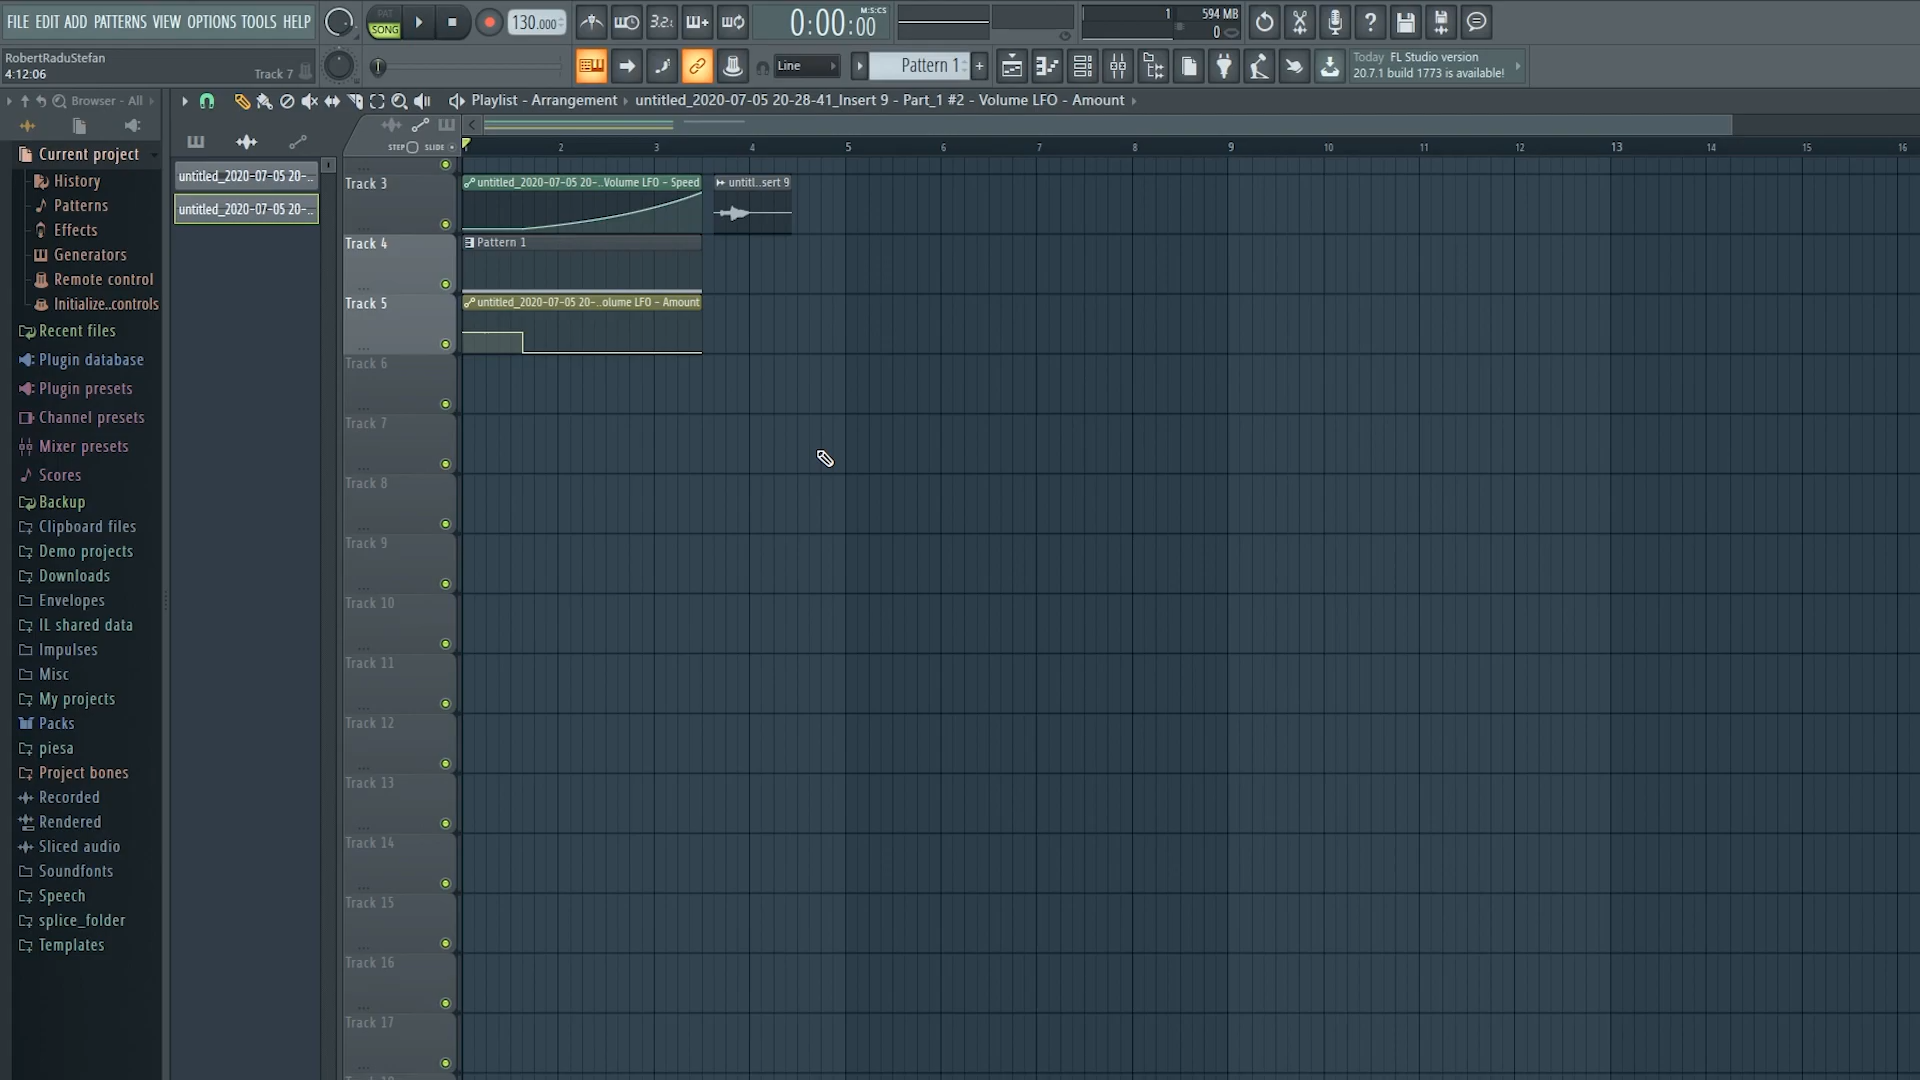 FILE EDIT ADD PATTERNS VIEW OPTIONS TOOLS HELP
PAT
SONG
130.000
3.2.
M:S:CS
0:00:00
1
594 MB
0
RobertRaduStefan
4:12:06
Track 7
Line
Pattern 1
Today FL Studio version
20.7.1 build 1773 is available!
Browser - All
Playlist - Arrangement
untitled_2020-07-05 20-28-41_Insert 9 - Part_1 #2 - Volume LFO - Amount
STEP
SLIDE
1 2 3 4 5 6 7 8 9 10 11 12 13 14 15 16
Current project
History
Patterns
Effects
Generators
Remote control
Initialize..controls
Recent files
Plugin database
Plugin presets
Channel presets
Mixer presets
Scores
Backup
Clipboard files
Demo projects
Downloads
Envelopes
IL shared data
Impulses
Misc
My projects
Packs
piesa
Project bones
Recorded
Rendered
Sliced audio
Soundfonts
Speech
splice_folder
Templates
untitled_2020-07-05 20-..
untitled_2020-07-05 20-..
Track 3
untitled_2020-07-05 20-..Volume LFO - Speed
untitl..sert 9
Track 4
Pattern 1
Track 5
untitled_2020-07-05 20-..olume LFO - Amount
Track 6
Track 7
Track 8
Track 9
Track 10
Track 11
Track 12
Track 13
Track 14
Track 15
Track 16
Track 17